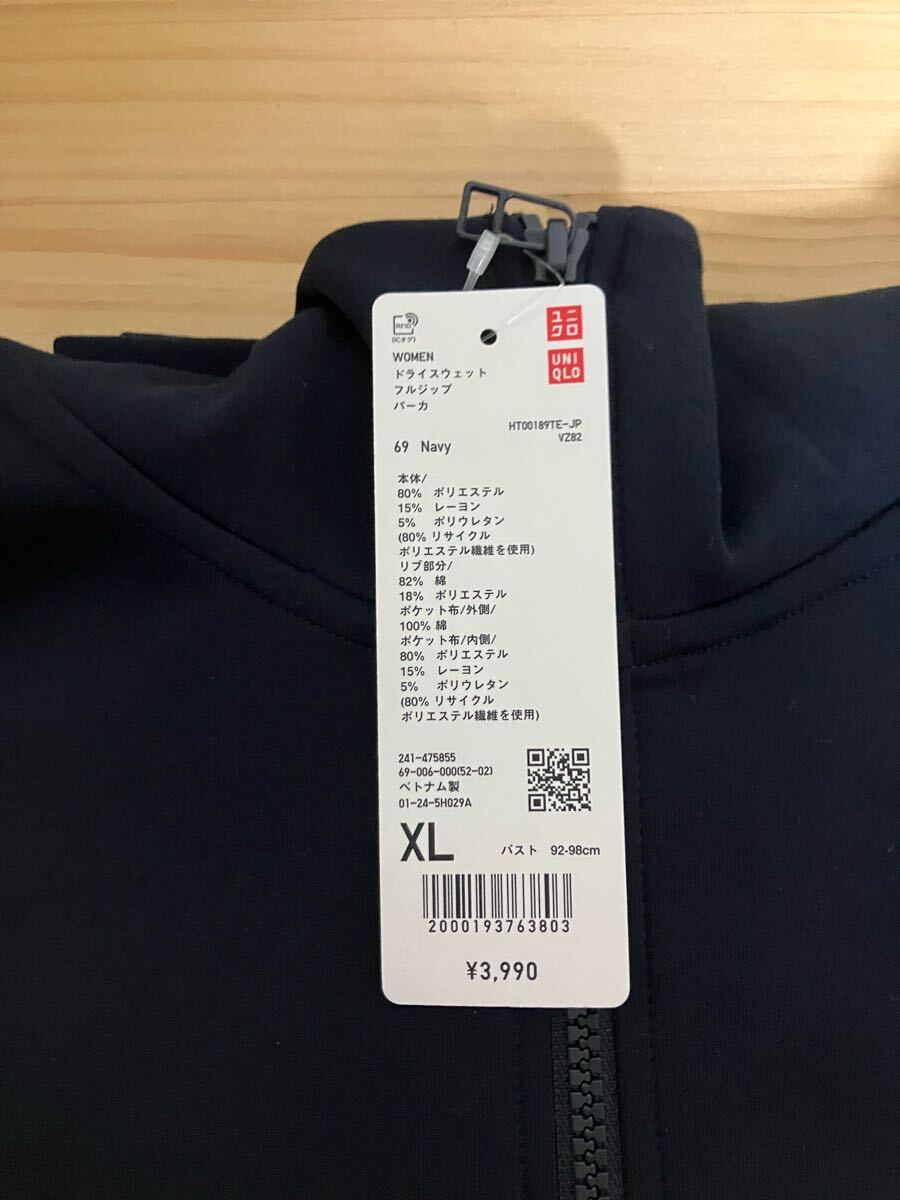 RFID
(ICタグ)
ユニ
クロ
UNI
QLO
WOMEN
ドライスウェット
フルジップ
パーカ
HT00189TE-JP
VZ82
69 Navy
本体/
80% ポリエステル
15% レーヨン
5% ポリウレタン
(80% リサイクル
ポリエステル繊維を使用)
リブ部分/
82% 綿
18% ポリエステル
ポケット布/外側/
100% 綿
ポケット布/内側/
80% ポリエステル
15% レーヨン
5% ポリウレタン
(80% リサイクル
ポリエステル繊維を使用)
241-475855
69-006-000(52-02)
ベトナム製
01-24-5H029A
XL バスト 92-98cm
2000193763803
¥3,990